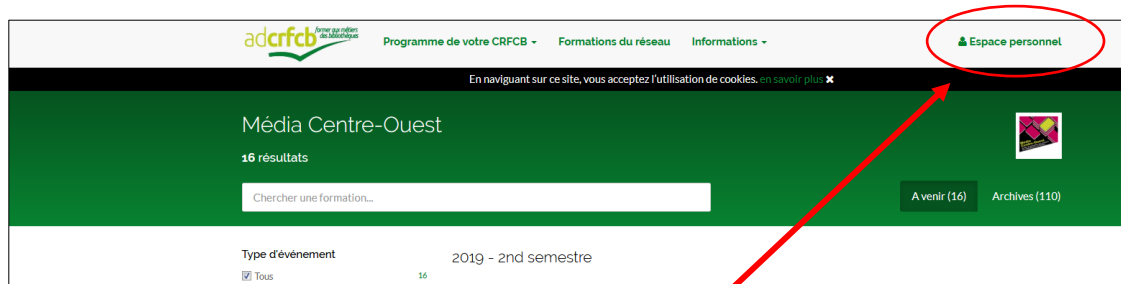 adcrfcb former aux métiers des bibliothèques
Programme de votre CRFCB Formations du réseau Informations Espace personnel
En naviguant sur ce site, vous acceptez l'utilisation de cookies. en savoir plus ✖
Média Centre-Ouest
16 résultats
Chercher une formation...
A venir (16) Archives (110)
Type d'événement
2019 - 2nd semestre
Tous 16